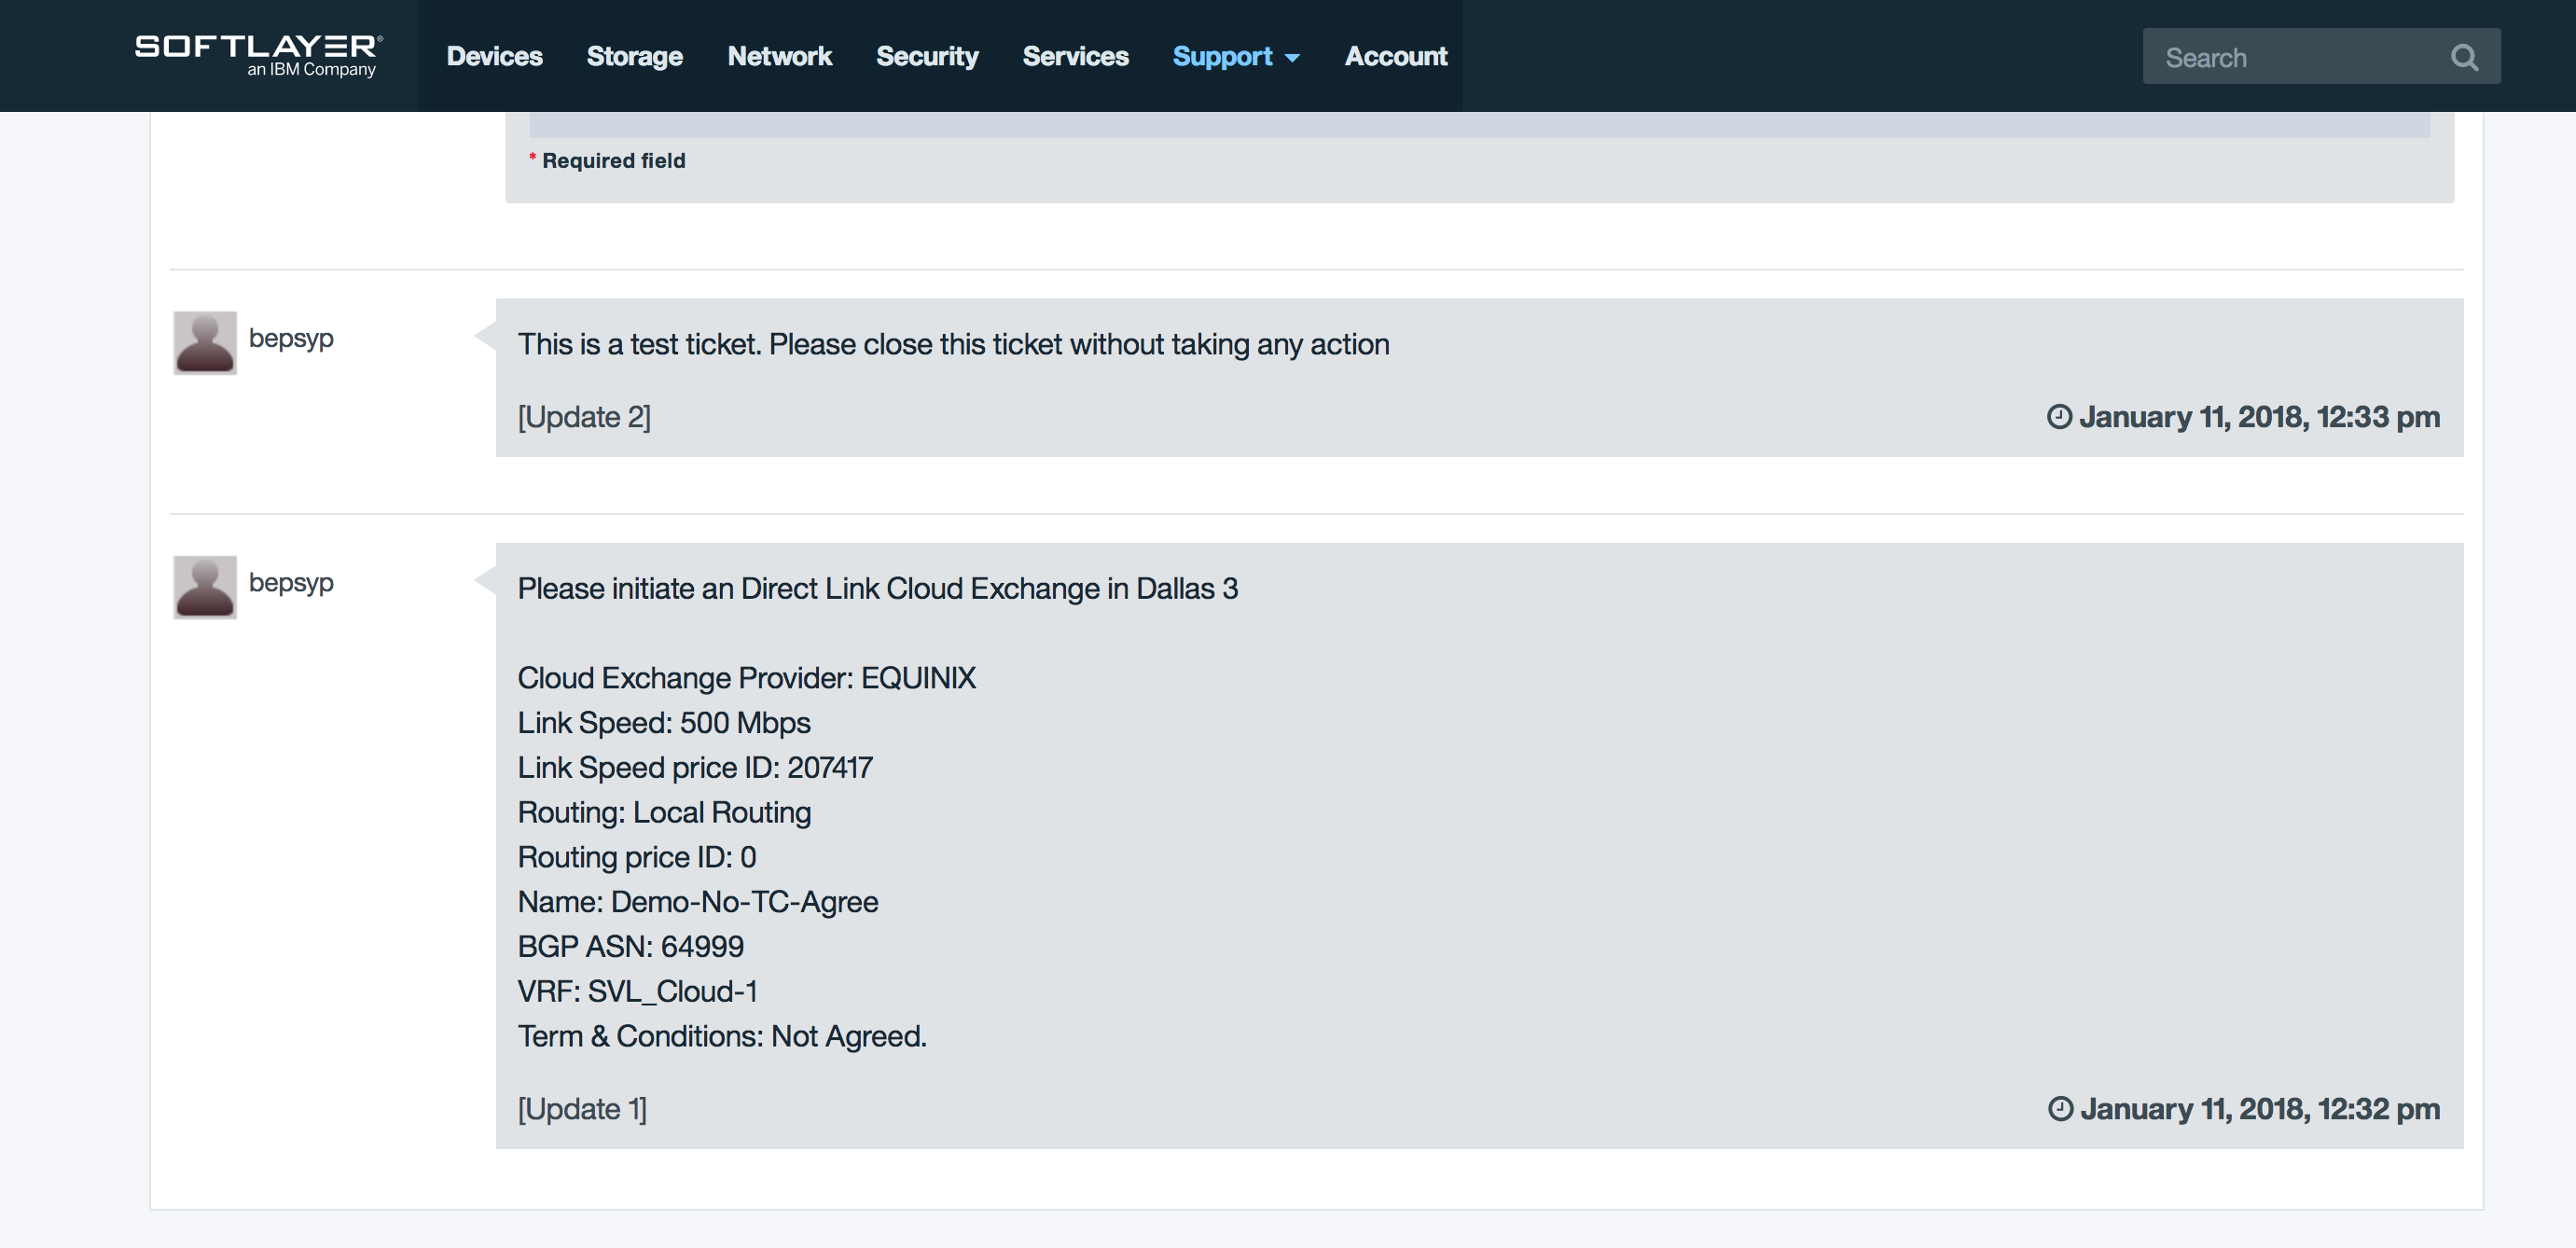 SOFTLAYER®
an IBM Company
Devices Storage Network Security Services Support Account
Search
* Required field
bepsyp
This is a test ticket. Please close this ticket without taking any action
[Update 2]
January 11, 2018, 12:33 pm
bepsyp
Please initiate an Direct Link Cloud Exchange in Dallas 3
Cloud Exchange Provider: EQUINIX
Link Speed: 500 Mbps
Link Speed price ID: 207417
Routing: Local Routing
Routing price ID: 0
Name: Demo-No-TC-Agree
BGP ASN: 64999
VRF: SVL_Cloud-1
Term & Conditions: Not Agreed.
[Update 1]
January 11, 2018, 12:32 pm